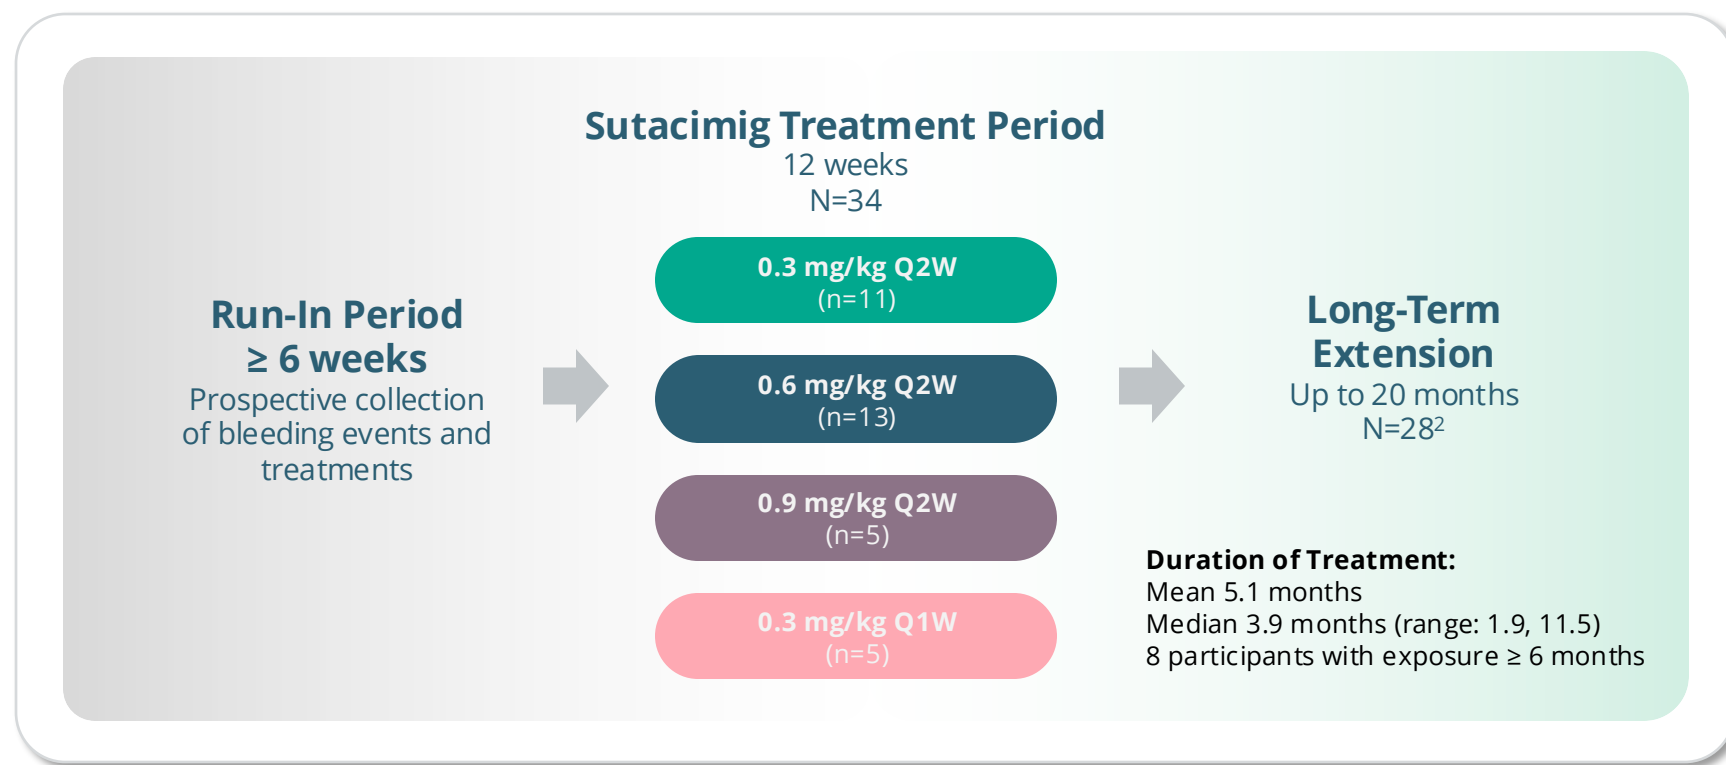 Sutacimig Treatment Period
12 weeks
N=34
Run-In Period
≥ 6 weeks
Prospective collection
of bleeding events and
treatments
0.3 mg/kg Q2W
(n=11)
0.6 mg/kg Q2W
(n=13)
0.9 mg/kg Q2W
(n=5)
0.3 mg/kg Q1W
(n=5)
Long-Term
Extension
Up to 20 months
N=28²
Duration of Treatment:
Mean 5.1 months
Median 3.9 months (range: 1.9, 11.5)
8 participants with exposure ≥ 6 months